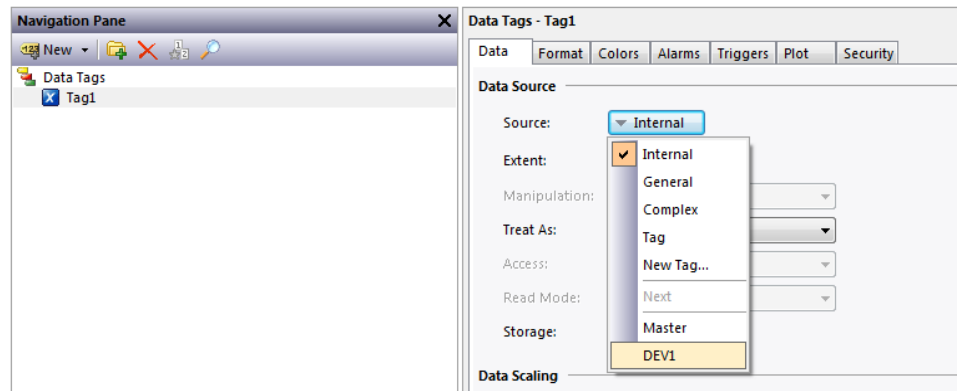 Navigation Pane
New
Data Tags
Tag1
Data Tags - Tag1
Data Format Colors Alarms Triggers Plot Security
Data Source
Source: Internal
Extent:
Manipulation:
Treat As:
Access:
Read Mode:
Storage:
Internal
General
Complex
Tag
New Tag...
Next
Master
DEV1
Data Scaling